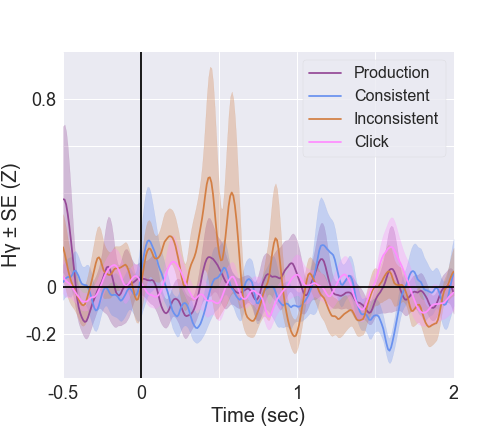 Production
Consistent
Inconsistent
Click
Hγ ± SE (Z)
0.8
0
-0.2
-0.5 0 1 2
Time (sec)